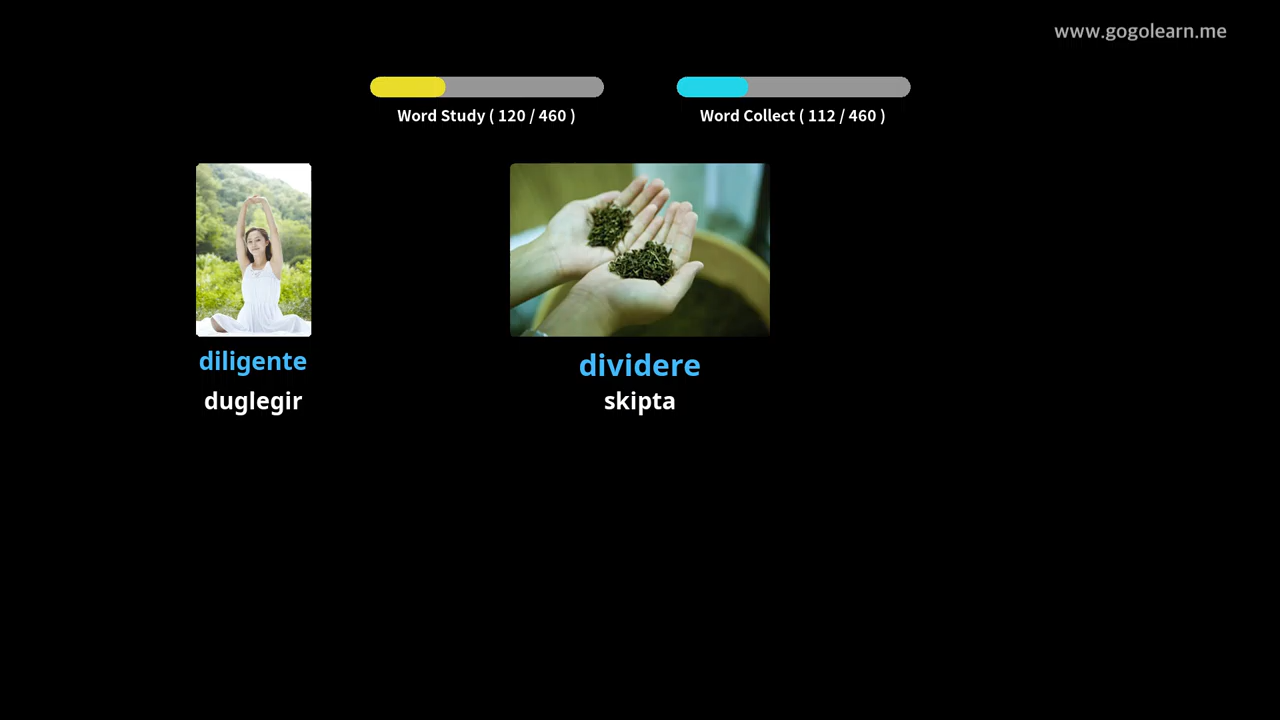 www.gogolearn.me
Word Study ( 120 / 460 )
Word Collect ( 112 / 460 )
diligente
duglegir
dividere
skipta